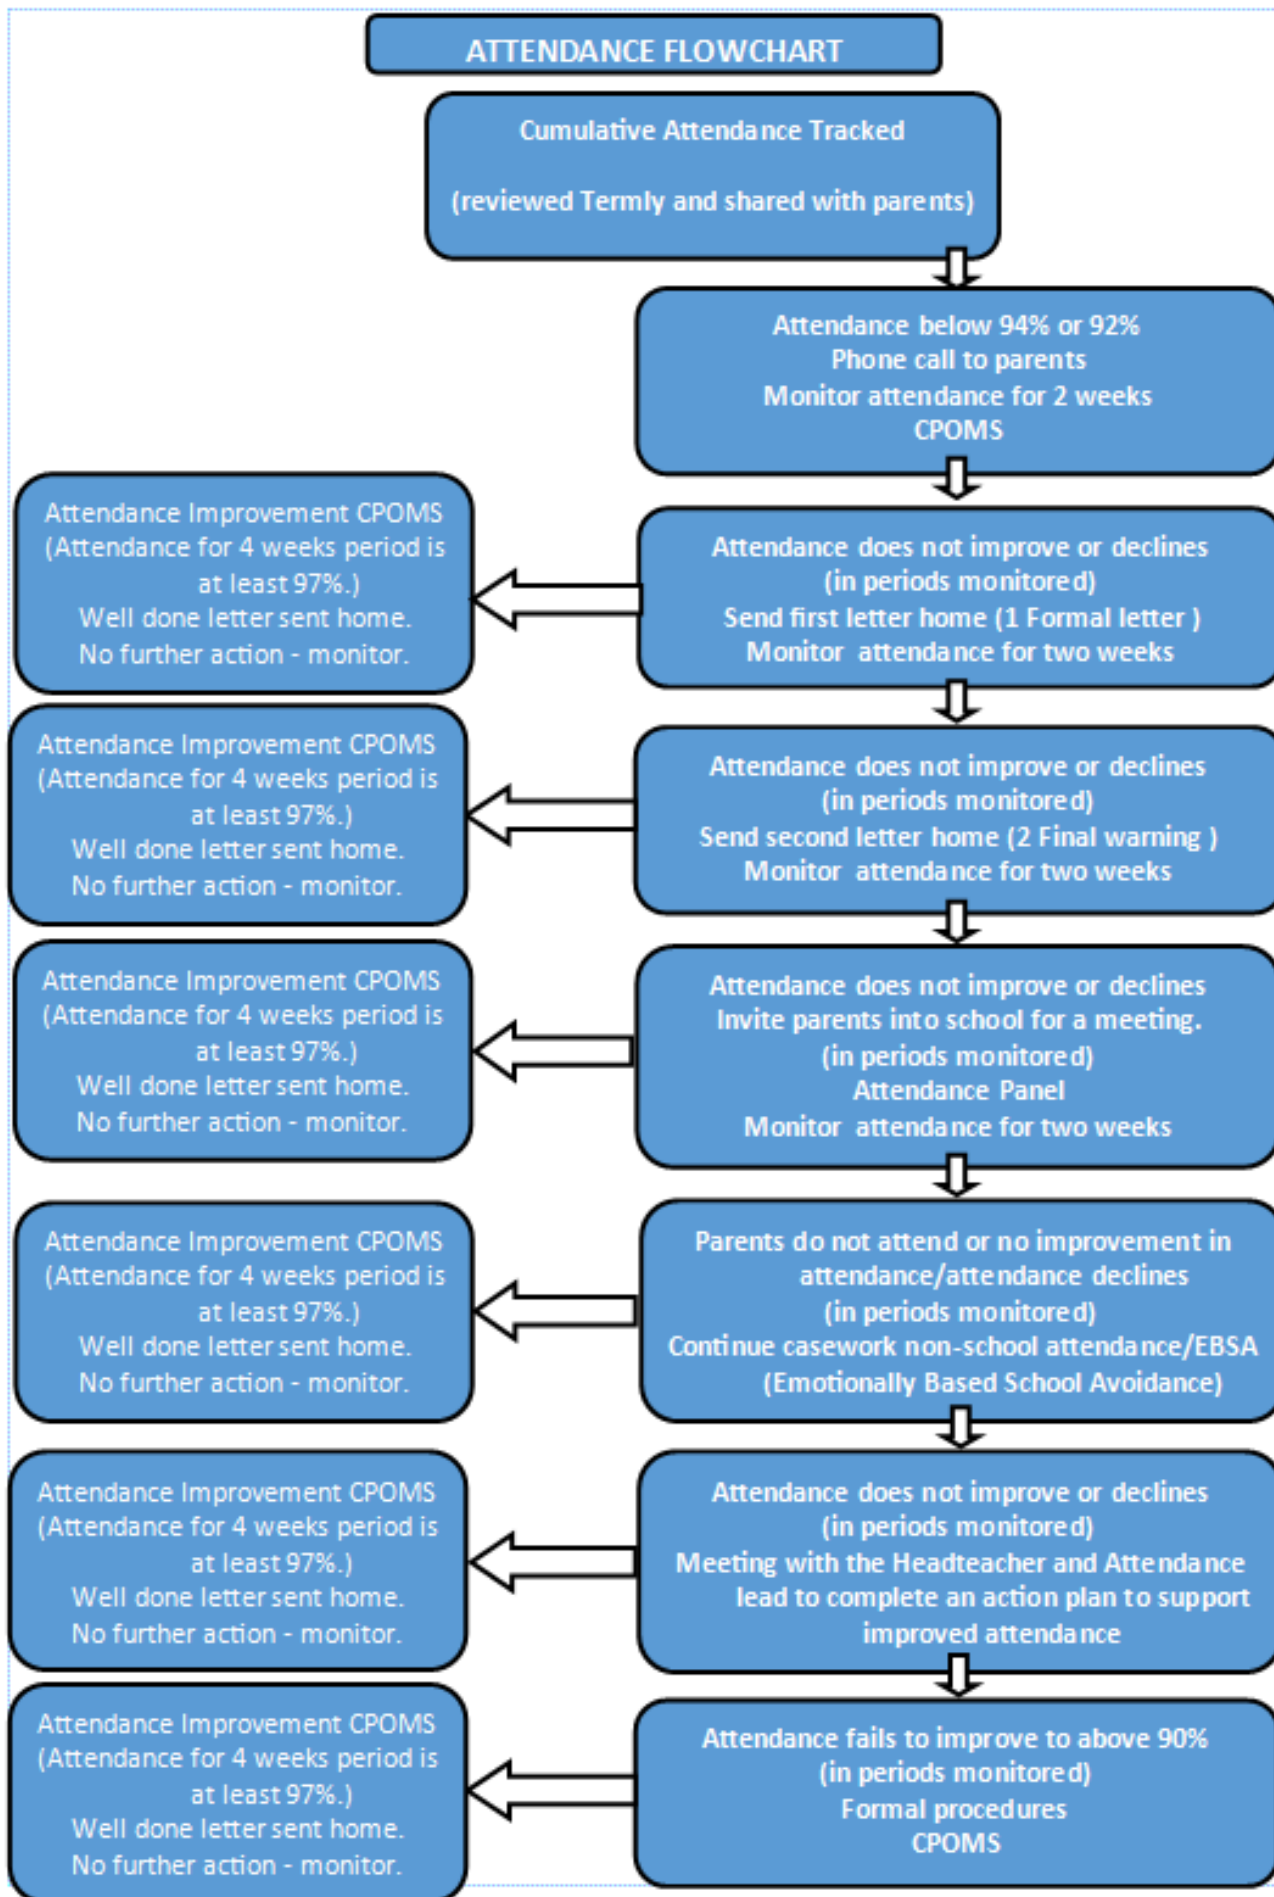 ATTENDANCE FLOWCHART
Cumulative Attendance Tracked
(reviewed Termly and shared with parents)
Attendance below 94% or 92%
Phone call to parents
Monitor attendance for 2 weeks
CPOMS
Attendance Improvement CPOMS
(Attendance for 4 weeks period is
at least 97%.)
Well done letter sent home.
No further action - monitor.
Attendance does not improve or declines
(in periods monitored)
Send first letter home (1 Formal letter )
Monitor attendance for two weeks
Attendance Improvement CPOMS
(Attendance for 4 weeks period is
at least 97%.)
Well done letter sent home.
No further action - monitor.
Attendance does not improve or declines
(in periods monitored)
Send second letter home (2 Final warning )
Monitor attendance for two weeks
Attendance Improvement CPOMS
(Attendance for 4 weeks period is
at least 97%.)
Well done letter sent home.
No further action - monitor.
Attendance does not improve or declines
Invite parents into school for a meeting.
(in periods monitored)
Attendance Panel
Monitor attendance for two weeks
Attendance Improvement CPOMS
(Attendance for 4 weeks period is
at least 97%.)
Well done letter sent home.
No further action - monitor.
Parents do not attend or no improvement in
attendance/attendance declines
(in periods monitored)
Continue casework non-school attendance/EBSA
(Emotionally Based School Avoidance)
Attendance Improvement CPOMS
(Attendance for 4 weeks period is
at least 97%.)
Well done letter sent home.
No further action - monitor.
Attendance does not improve or declines
(in periods monitored)
Meeting with the Headteacher and Attendance
lead to complete an action plan to support
improved attendance
Attendance Improvement CPOMS
(Attendance for 4 weeks period is
at least 97%.)
Well done letter sent home.
No further action - monitor.
Attendance fails to improve to above 90%
(in periods monitored)
Formal procedures
CPOMS